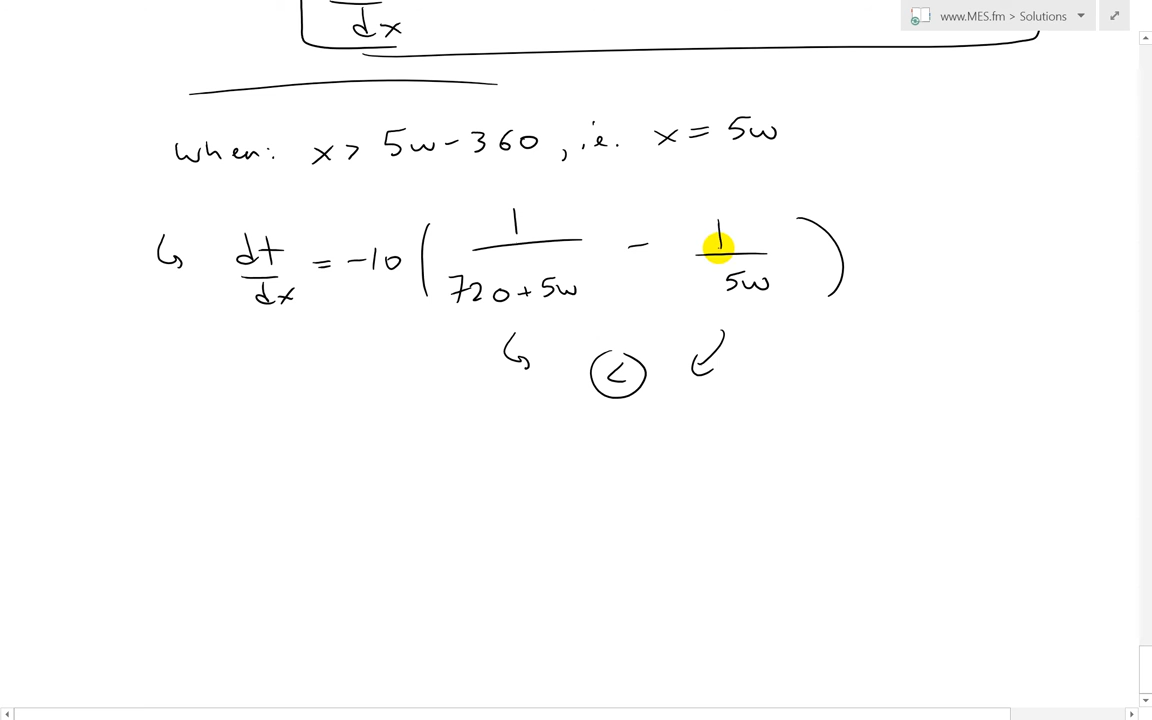 www.MES.fm > Solutions
dx
when: x > 5w - 360, i.e. x = 5w
↳ dt/dx = -10 ( 1/(720 + 5w) - 1/(5w) )
<